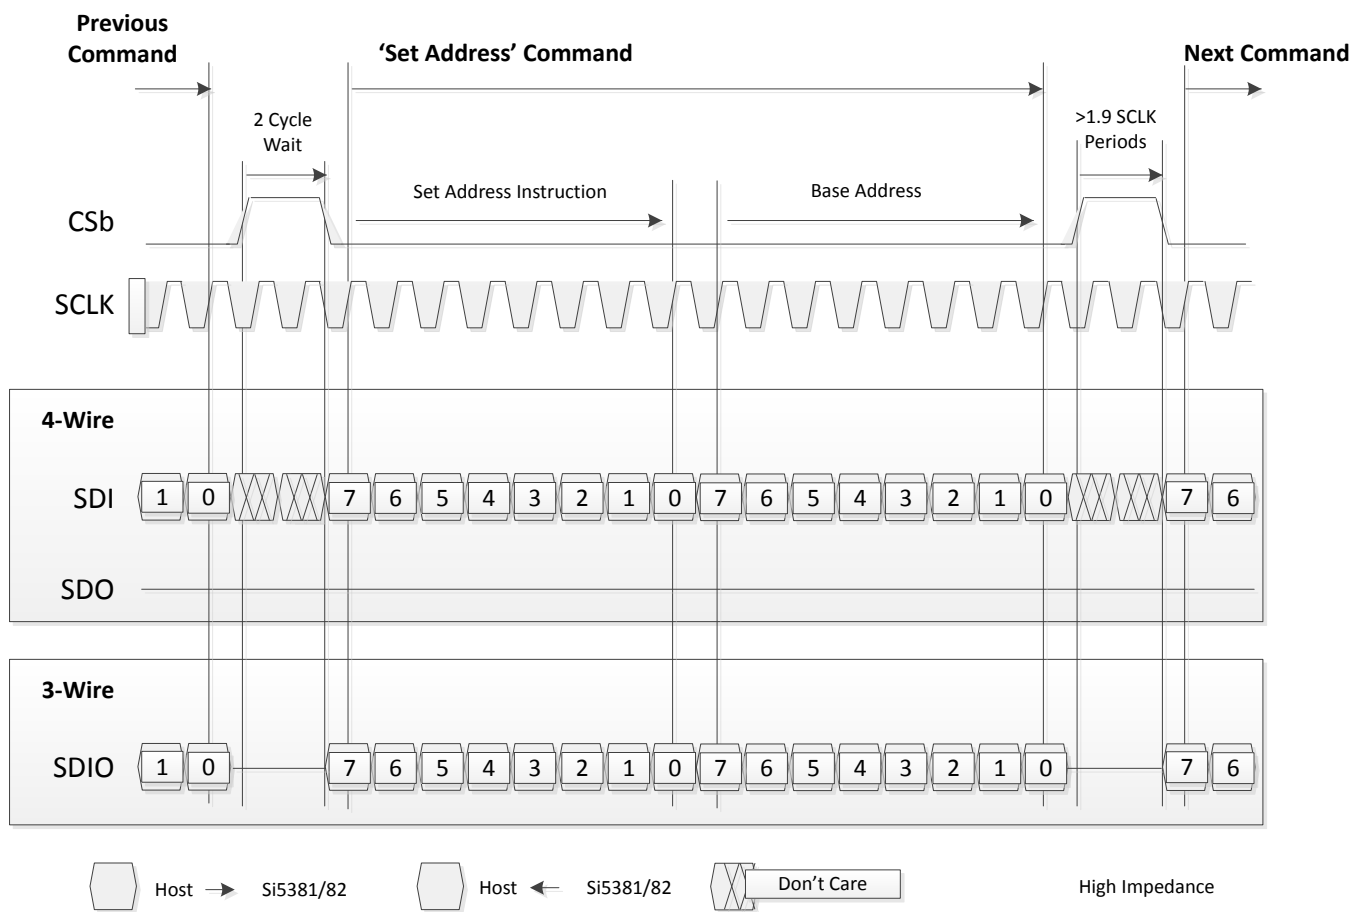 Previous
Command
'Set Address' Command
Next Command
2 Cycle
Wait
>1.9 SCLK
Periods
Set Address Instruction
Base Address
CSb
SCLK
4-Wire
SDI 1 0 7 6 5 4 3 2 1 0 7 6 5 4 3 2 1 0 7 6
SDO
3-Wire
SDIO 1 0 7 6 5 4 3 2 1 0 7 6 5 4 3 2 1 0 7 6
Host Si5381/82 Host Si5381/82 Don't Care High Impedance